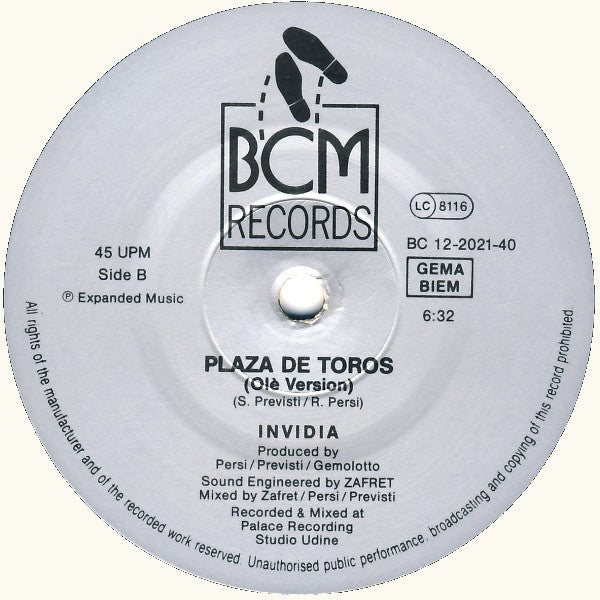 BCM
RECORDS
LC 8116
45 UPM
Side B
℗ Expanded Music
BC 12-2021-40
GEMA
BIEM
6:32
PLAZA DE TOROS
(Olè Version)
(S. Previsti/R. Persi)
INVIDIA
Produced by
Persi/Previsti/Gemolotto
Sound Engineered by ZAFRET
Mixed by Zafret/Persi/Previsti
Recorded & Mixed at
Palace Recording
Studio Udine
All rights of the manufacturer and of the recorded work reserved. Unauthorised public performance, broadcasting and copying of this record prohibited.